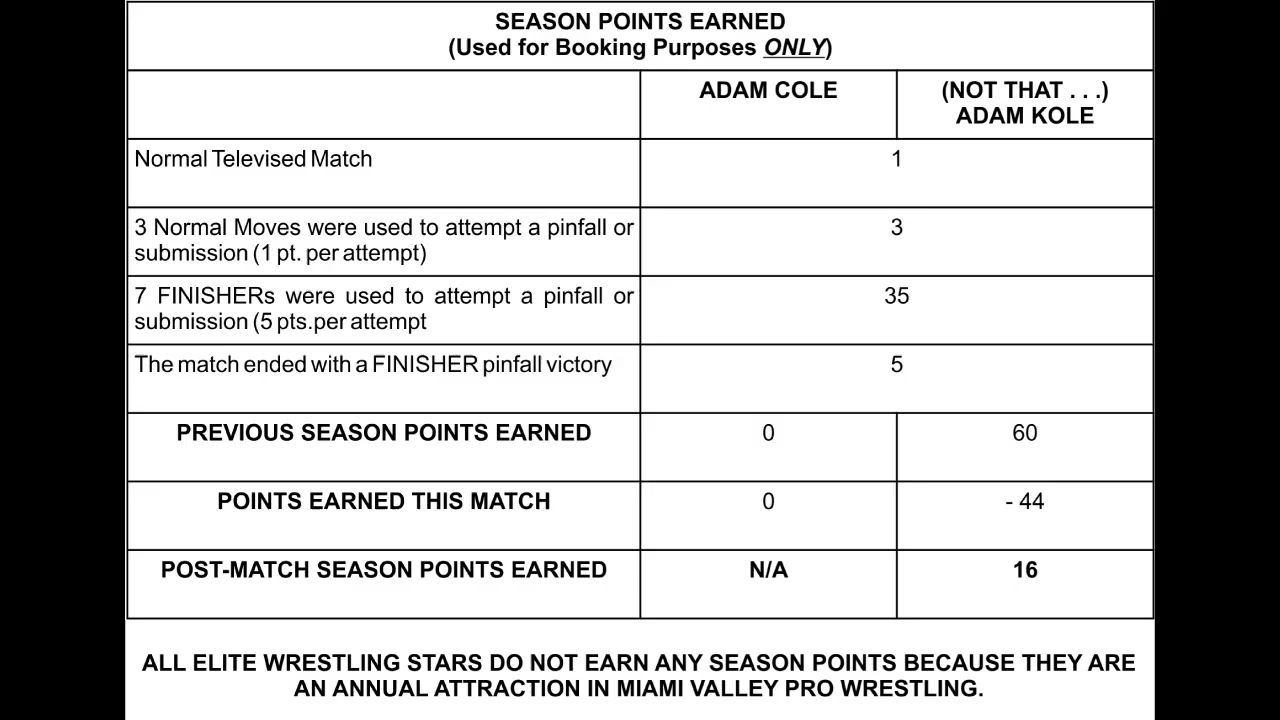 SEASON POINTS EARNED
(Used for Booking Purposes ONLY)
ADAM COLE
(NOT THAT . . .)
ADAM KOLE
Normal Televised Match
1
3 Normal Moves were used to attempt a pinfall or
submission (1 pt. per attempt)
3
7 FINISHERs were used to attempt a pinfall or
submission (5 pts.per attempt
35
The match ended with a FINISHER pinfall victory
5
PREVIOUS SEASON POINTS EARNED
0
60
POINTS EARNED THIS MATCH
0
- 44
POST-MATCH SEASON POINTS EARNED
N/A
16
ALL ELITE WRESTLING STARS DO NOT EARN ANY SEASON POINTS BECAUSE THEY ARE
AN ANNUAL ATTRACTION IN MIAMI VALLEY PRO WRESTLING.